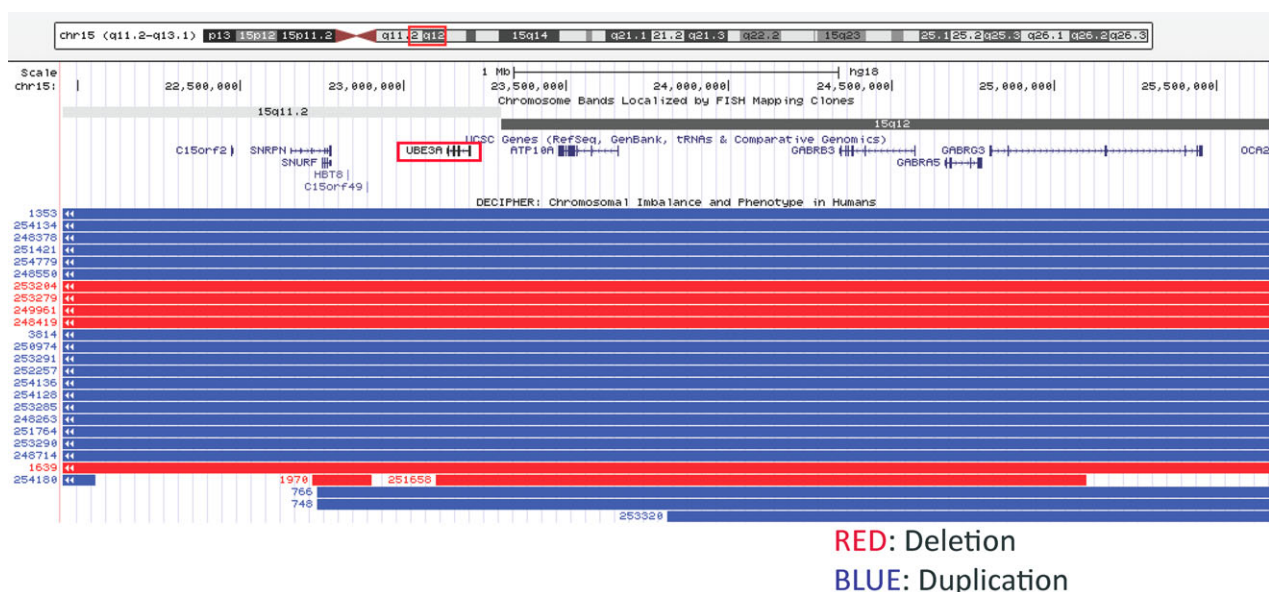 chr15 (q11.2-q13.1) p13 15p12 15p11.2 q11.2 q12 15q14 q21.1 21.2 q21.3 q22.2 15q23 25.1 25.2 q25.3 q26.1 q26.2 q26.3
Scale 1 Mb hg18
chr15: 22,500,000 23,000,000 23,500,000 24,000,000 24,500,000 25,000,000 25,500,000
Chromosome Bands Localized by FISH Mapping Clones
15q11.2
15q12
UCSC Genes (RefSeq, GenBank, tRNAs & Comparative Genomics)
C15orf2 SNRPN UBE3A ATP10A GABRB3 GABRG3 OCA2
SNURF GABRA5
HBT8
C15orf49
DECIPHER: Chromosomal Imbalance and Phenotype in Humans
1353
254134
248378
251421
254779
248550
253204
253279
249961
248419
3814
250974
253291
252257
254136
254128
253285
248263
251764
253290
248714
1639
254180 1970 251658
766
748
253320
RED: Deletion
BLUE: Duplication